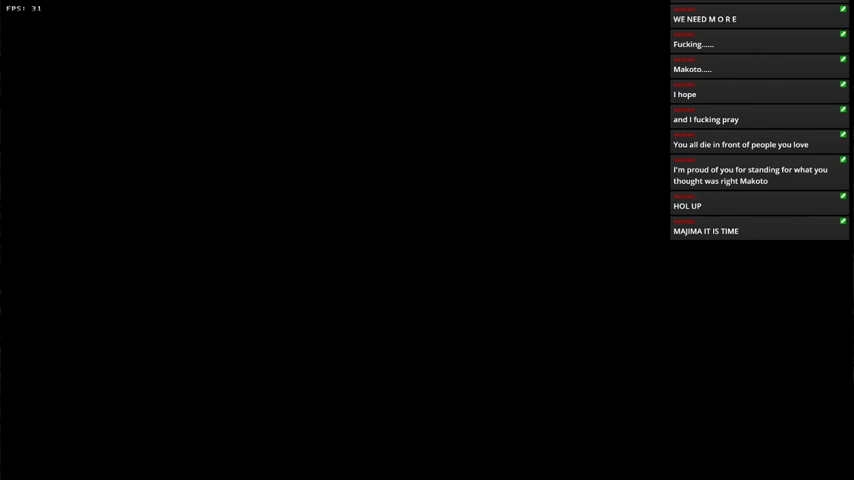 FPS: 31
WE NEED M O R E
Fucking......
Makoto.....
I hope
and I fucking pray
You all die in front of people you love
I'm proud of you for standing for what you
thought was right Makoto
HOL UP
MAJIMA IT IS TIME